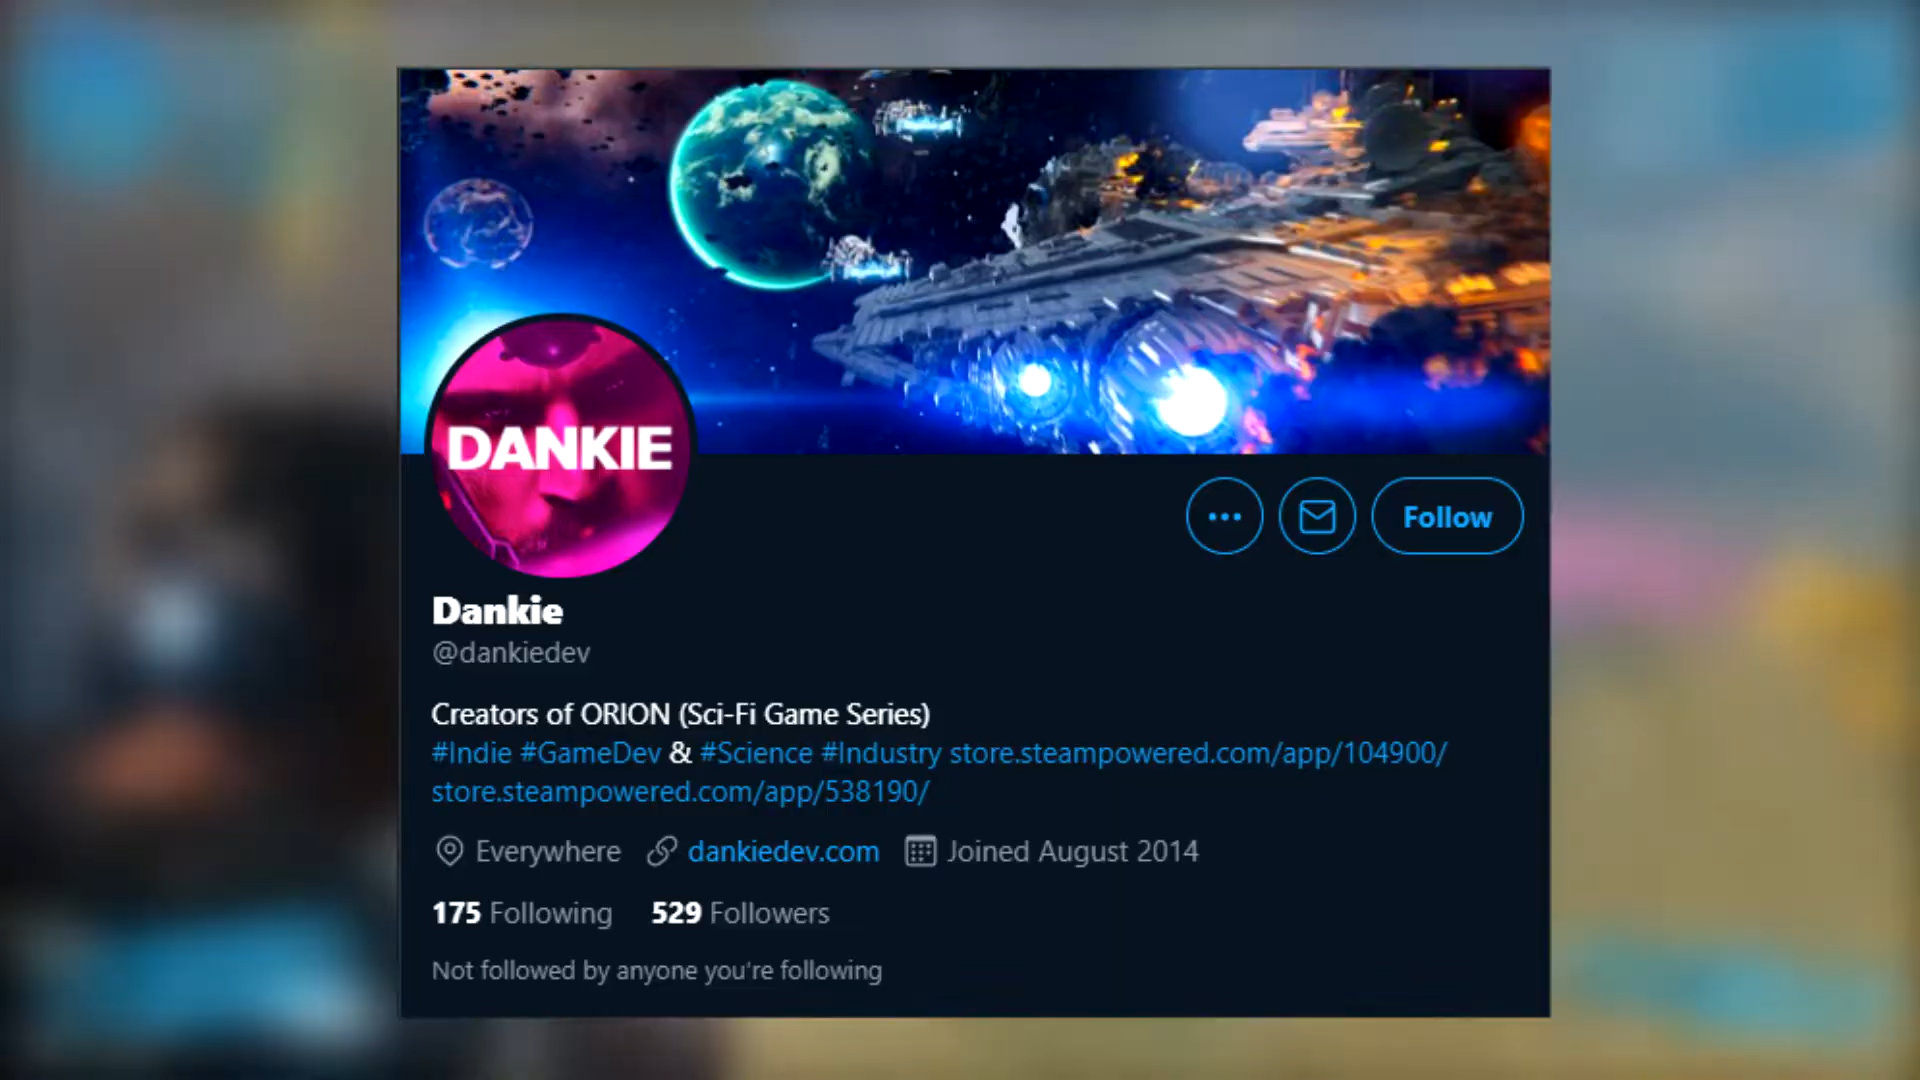 DANKIE
Follow
Dankie
@dankiedev
Creators of ORION (Sci-Fi Game Series)
#Indie #GameDev & #Science #Industry store.steampowered.com/app/104900/
store.steampowered.com/app/538190/
Everywhere dankiedev.com Joined August 2014
175 Following 529 Followers
Not followed by anyone you're following